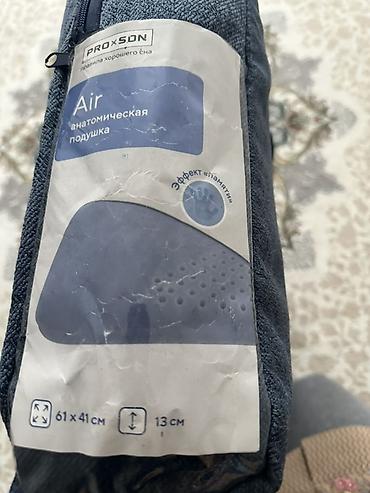 PROXSON
правила хорошего сна
Air
анатомическая
подушка
Эффект «памяти»
61 x 41 см
13 см